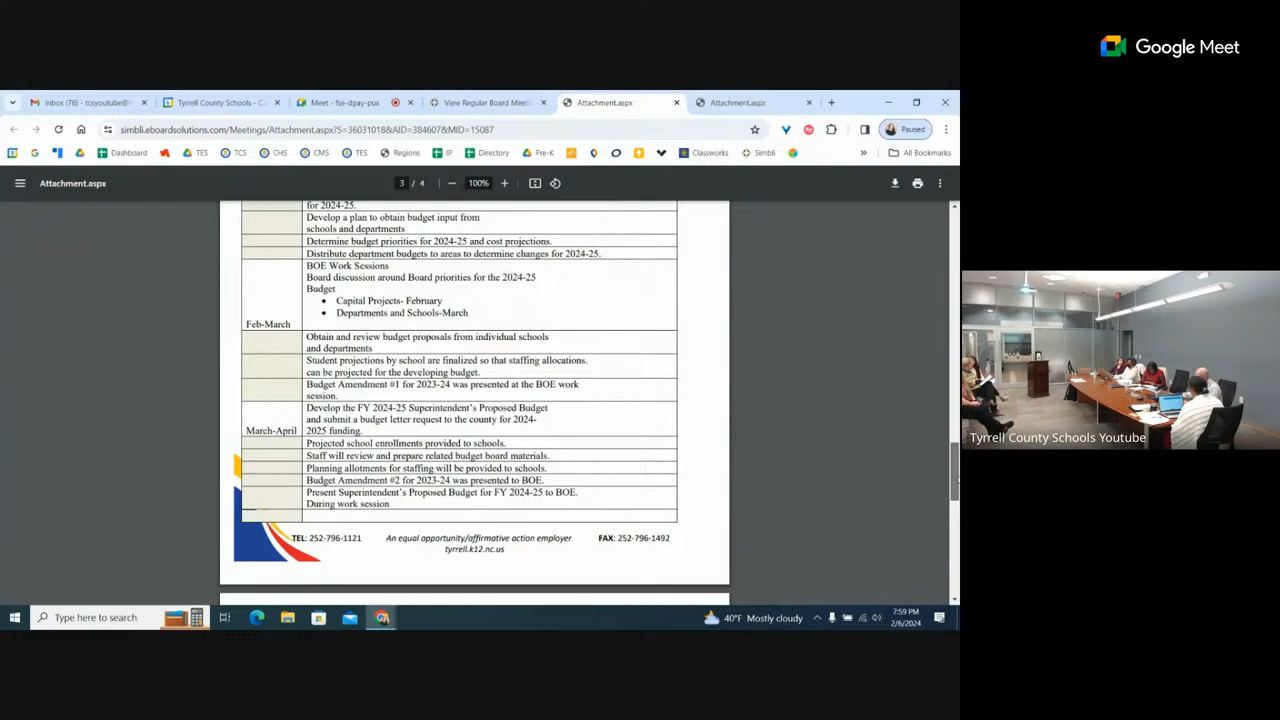 Google Meet
Inbox (76) - tcsyoutube@t
Tyrrell County Schools - C
Meet - fse-dpay-pux
View Regular Board Meeti
Attachment.aspx
Attachment.aspx
simbli.eboardsolutions.com/Meetings/Attachment.aspx?S=36031018&AID=384607&MID=15087
Paused
Dashboard
TES
TCS
CHS
CMS
TES
Regions
IP
Directory
Pre-K
Classworks
Simbli
All Bookmarks
Attachment.aspx
3 / 4
100%
for 2024-25.
Develop a plan to obtain budget input from
schools and departments
Determine budget priorities for 2024-25 and cost projections.
Distribute department budgets to areas to determine changes for 2024-25.
BOE Work Sessions
Board discussion around Board priorities for the 2024-25
Budget
• Capital Projects- February
• Departments and Schools-March
Feb-March
Obtain and review budget proposals from individual schools
and departments
Student projections by school are finalized so that staffing allocations.
can be projected for the developing budget.
Budget Amendment #1 for 2023-24 was presented at the BOE work
session.
Develop the FY 2024-25 Superintendent's Proposed Budget
and submit a budget letter request to the county for 2024-
March-April 2025 funding.
Projected school enrollments provided to schools.
Staff will review and prepare related budget board materials.
Planning allotments for staffing will be provided to schools.
Budget Amendment #2 for 2023-24 was presented to BOE.
Present Superintendent's Proposed Budget for FY 2024-25 to BOE.
During work session
TEL: 252-796-1121 An equal opportunity/affirmative action employer FAX: 252-796-1492
tyrrell.k12.nc.us
Tyrrell County Schools Youtube
Type here to search
40°F Mostly cloudy
7:59 PM
2/6/2024